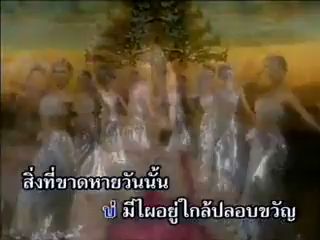 สิ่งที่ขาดหายวันนั้น
บ่ มีไผอยู่ใกล้ปลอบขวัญ